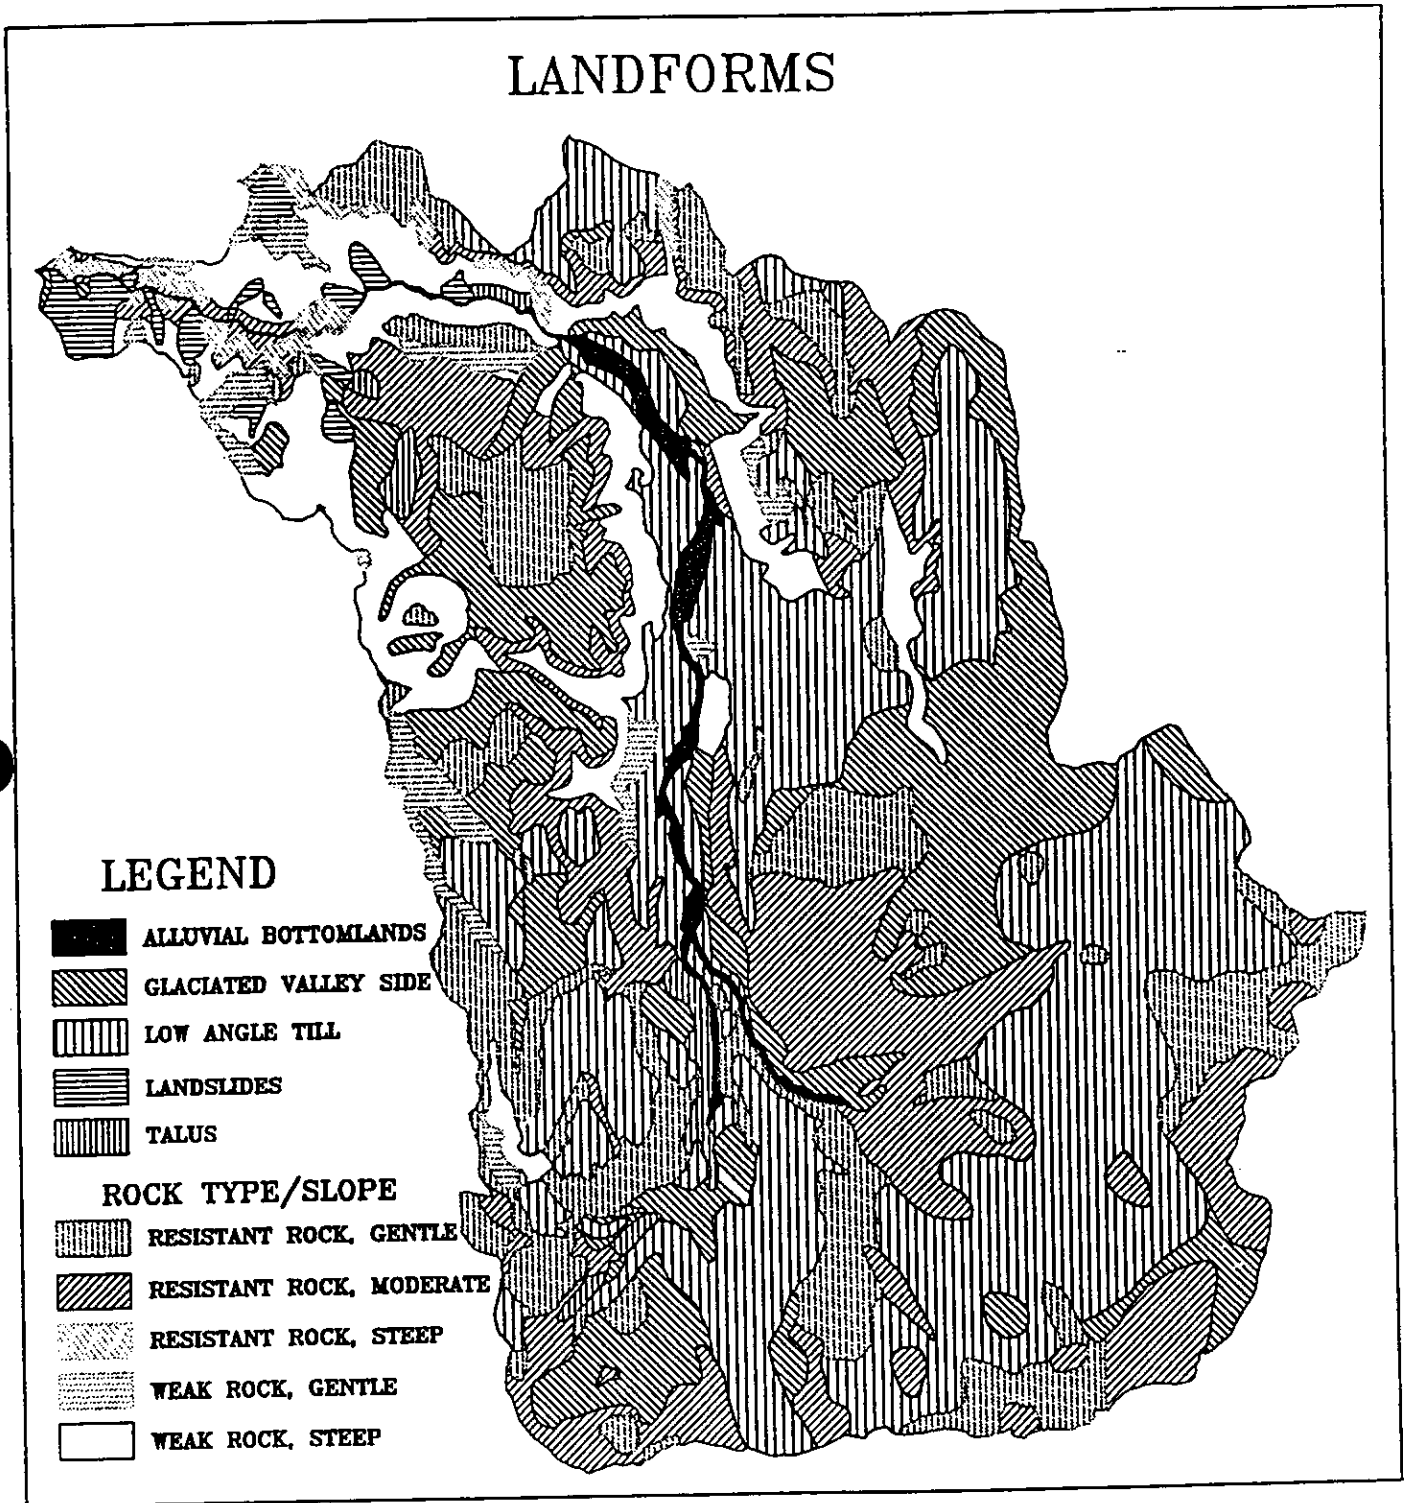 LANDFORMS
LEGEND
ALLUVIAL BOTTOMLANDS
GLACIATED VALLEY SIDE
LOW ANGLE TILL
LANDSLIDES
TALUS
ROCK TYPE/SLOPE
RESISTANT ROCK, GENTLE
RESISTANT ROCK, MODERATE
RESISTANT ROCK, STEEP
WEAK ROCK, GENTLE
WEAK ROCK, STEEP